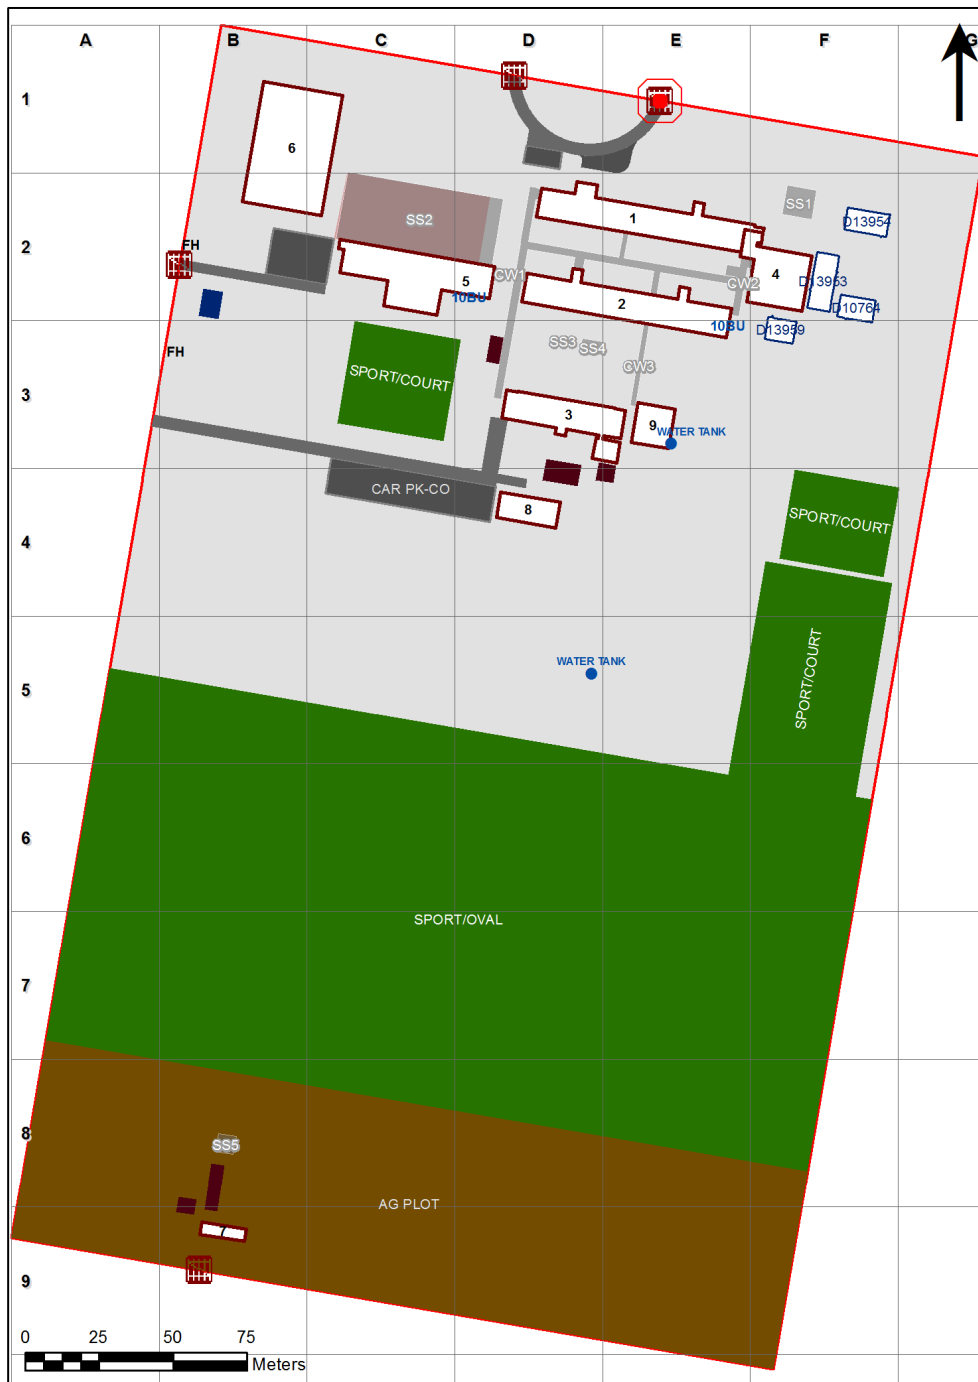 A B C D E F G
1
6
SS1
SS2
1
D13954
2
FH
4
CW1
5
CW2
D13953
10BU
2
D10764
10BU
D13959
SS3
SS4
FH
CW3
SPORT/COURT
3
3
9
WATER TANK
CAR PK-CO
8
SPORT/COURT
4
SPORT/COURT
WATER TANK
5
6
SPORT/OVAL
7
8
SS5
AG PLOT
7
9
0 25 50 75
Meters